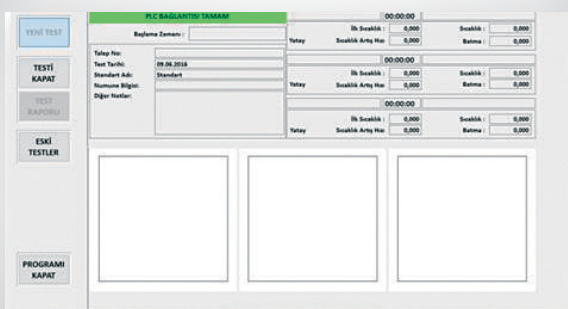 YENİ TEST
TESTİ
KAPAT
TEST
RAPORU
ESKİ
TESTLER
PROGRAMI
KAPAT
PLC BAĞLANTISI TAMAM
Başlama Zamanı :
Talep No:
Test Tarihi: 09.06.2016
Standart Adı: Standart
Numune Bilgisi:
Diğer Notlar:
00:00:00
İlk Sıcaklık : 0,000 Sıcaklık : 0,000
Yatay Sıcaklık Artış Hızı 0,000 Batma : 0,000
00:00:00
İlk Sıcaklık : 0,000 Sıcaklık : 0,000
Yatay Sıcaklık Artış Hızı 0,000 Batma : 0,000
00:00:00
İlk Sıcaklık : 0,000 Sıcaklık : 0,000
Yatay Sıcaklık Artış Hızı 0,000 Batma : 0,000